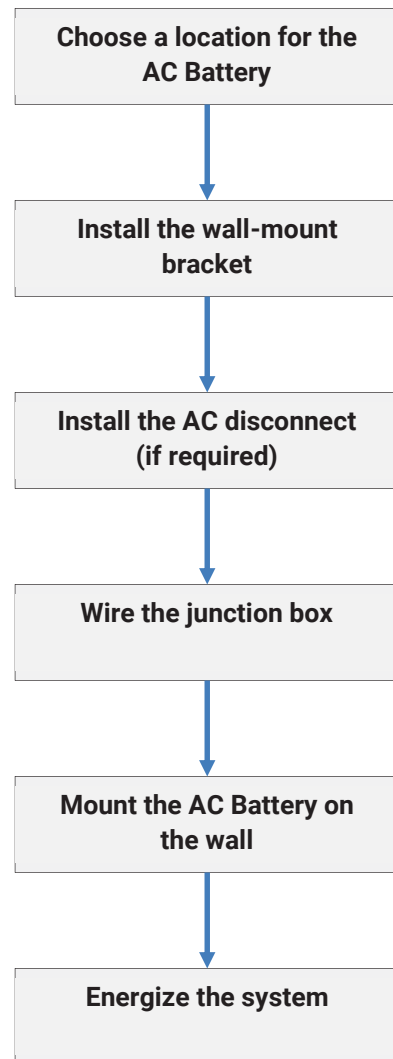 Choose a location for the
AC Battery
Install the wall-mount
bracket
Install the AC disconnect
(if required)
Wire the junction box
Mount the AC Battery on
the wall
Energize the system